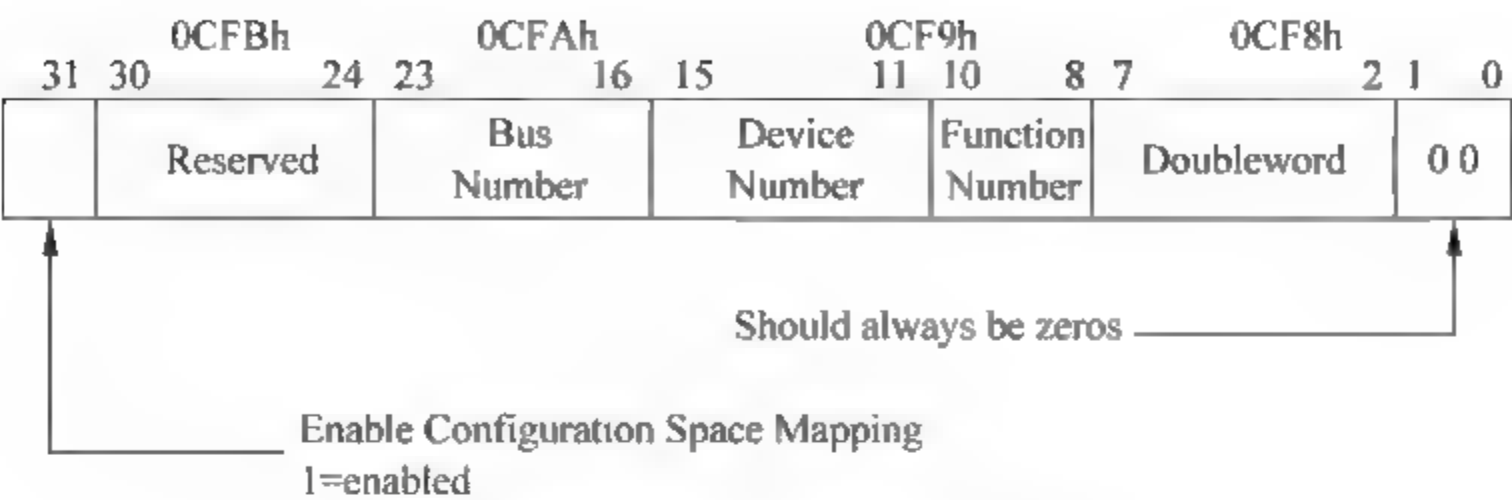 0CFBh 0CFAh 0CF9h 0CF8h
31 30 24 23 16 15 11 10 8 7 2 1 0
Reserved
Bus
Number
Device
Number
Function
Number
Doubleword
0 0
Should always be zeros
Enable Configuration Space Mapping
1=enabled